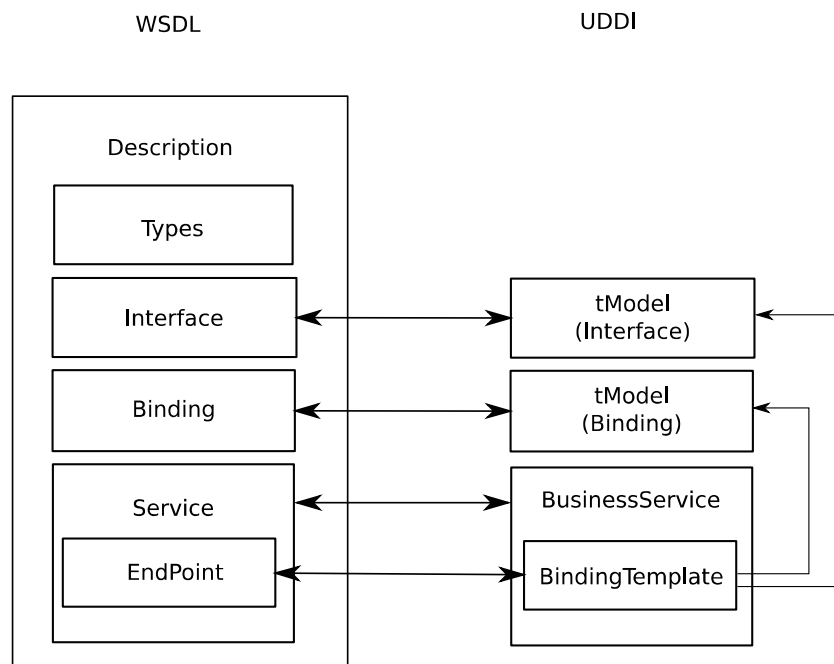 WSDL
UDDI
Description
Types
Interface
tModel
(Interface)
Binding
tModel
(Binding)
Service
BusinessService
EndPoint
BindingTemplate